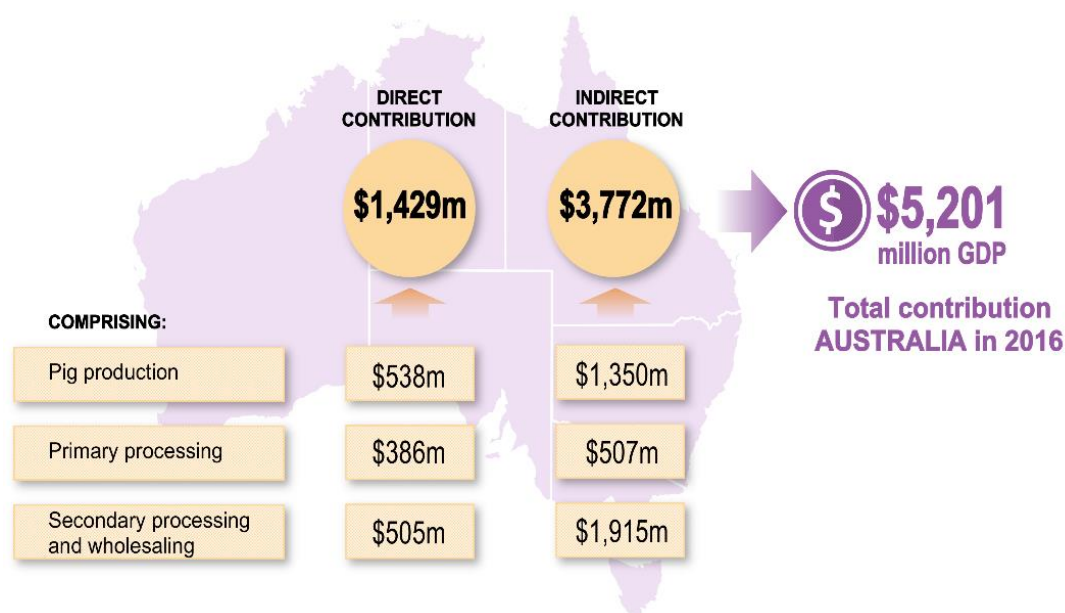 DIRECT
CONTRIBUTION
INDIRECT
CONTRIBUTION
$1,429m
$3,772m
$
$5,201
million GDP
Total contribution
AUSTRALIA in 2016
COMPRISING:
Pig production
$538m
$1,350m
Primary processing
$386m
$507m
Secondary processing
and wholesaling
$505m
$1,915m